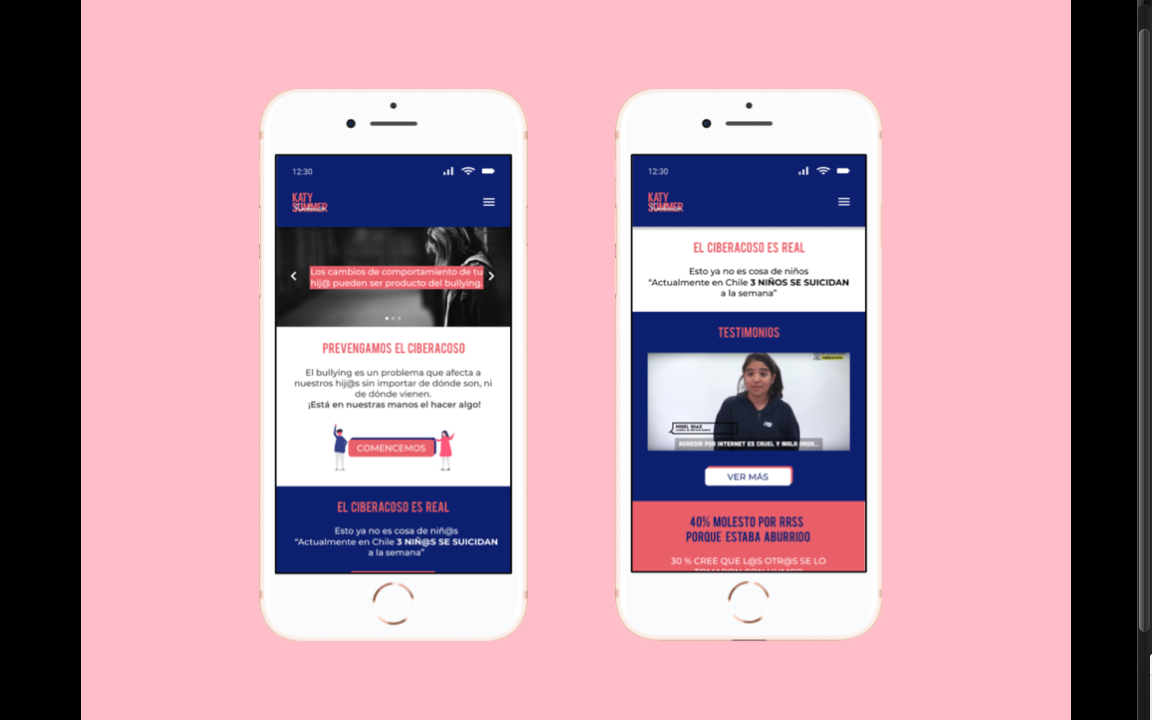 12:30
KATY
SUMMER
Los cambios de comportamiento de tu
hij@ pueden ser producto del bullying.
PREVENGAMOS EL CIBERACOSO
El bullying es un problema que afecta a
nuestros hij@s sin importar de dónde son, ni
de dónde vienen.
¡Está en nuestras manos el hacer algo!
COMENCEMOS
EL CIBERACOSO ES REAL
Esto ya no es cosa de niñ@s
“Actualmente en Chile 3 NIÑ@S SE SUICIDAN
a la semana”
12:30
KATY
SUMMER
EL CIBERACOSO ES REAL
Esto ya no es cosa de niños
“Actualmente en Chile 3 NIÑOS SE SUICIDAN
a la semana”
TESTIMONIOS
DIAZ
POR INTERNET ES CRUEL Y MALA
VER MÁS
40% MOLESTO POR RRSS
PORQUE ESTABA ABURRIDO
30 % CREE QUE L@S OTR@S SE LO
TOMARON CON HUMOR